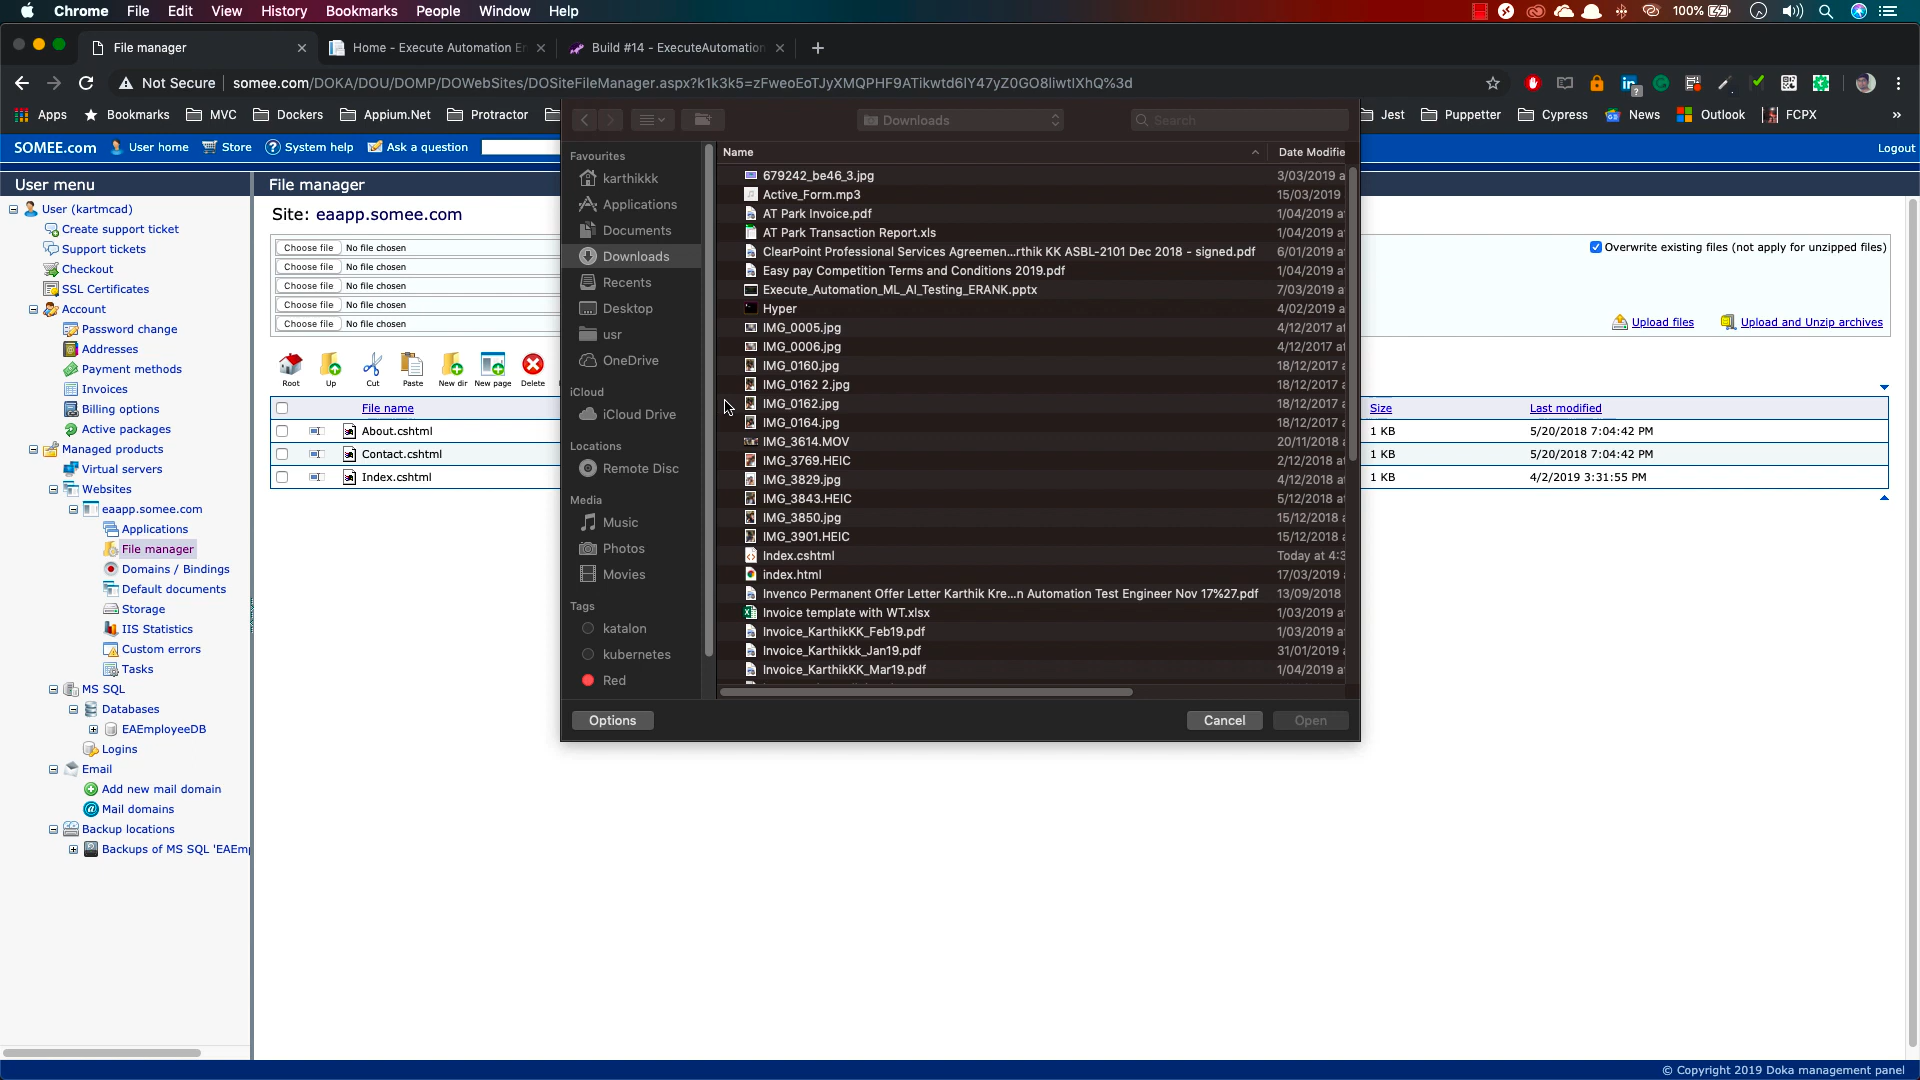 Chrome File Edit View History Bookmarks People Window Help 100%
File manager Home - Execute Automation Em Build #14 - ExecuteAutomation
Not Secure somee.com/DOKA/DOU/DOMP/DOWebSites/DOSiteFileManager.aspx?
Apps Bookmarks MVC Dockers Appium.Net Protractor Jest Puppetter Cypress News Outlook FCPX »
SOMEE.com User home Store System help Ask a question Logout
User menu
User (kartmcad)
Create support ticket
Support tickets
Checkout
SSL Certificates
Account
Password change
Addresses
Payment methods
Invoices
Billing options
Active packages
Managed products
Virtual servers
Websites
eaapp.somee.com
Applications
File manager
Domains / Bindings
Default documents
Storage
IIS Statistics
Custom errors
Tasks
MS SQL
Databases
EAEmployeeDB
Logins
Email
Add new mail domain
Mail domains
Backup locations
Backups of MS SQL 'EAEmp
File manager
Site: eaapp.somee.com
Choose file No file chosen
Choose file No file chosen
Choose file No file chosen
Choose file No file chosen
Choose file No file chosen
Overwrite existing files (not apply for unzipped files)
Upload files Upload and Unzip archives
Root Up Cut Paste New dir New page Delete
File name Size Last modified
About.cshtml 1 KB 5/20/2018 7:04:42 PM
Contact.cshtml 1 KB 5/20/2018 7:04:42 PM
Index.cshtml 1 KB 4/2/2019 3:31:55 PM
Downloads Search
Favourites
karthikkk
Applications
Documents
Downloads
Recents
Desktop
usr
OneDrive
iCloud
iCloud Drive
Locations
Remote Disc
Media
Music
Photos
Movies
Tags
katalon
kubernetes
Red
Name Date Modifie
679242_be46_3.jpg 3/03/2019 a
Active_Form.mp3 15/03/2019
AT Park Invoice.pdf 1/04/2019 a
AT Park Transaction Report.xls 1/04/2019 a
ClearPoint Professional Services Agreemen...rthik KK ASBL-2101 Dec 2018 - signed.pdf 6/01/2019 a
Easy pay Competition Terms and Conditions 2019.pdf 1/04/2019 a
Execute_Automation_ML_AI_Testing_ERANK.pptx 7/03/2019 a
Hyper 4/02/2019 a
IMG_0005.jpg 4/12/2017 at
IMG_0006.jpg 4/12/2017 at
IMG_0160.jpg 18/12/2017 a
IMG_0162 2.jpg 18/12/2017 a
IMG_0162.jpg 18/12/2017 a
IMG_0164.jpg 18/12/2017 a
IMG_3614.MOV 20/11/2018 a
IMG_3769.HEIC 2/12/2018 a
IMG_3829.jpg 4/12/2018 a
IMG_3843.HEIC 5/12/2018 a
IMG_3850.jpg 15/12/2018 a
IMG_3901.HEIC 15/12/2018 a
Index.cshtml Today at 4:3
index.html 17/03/2019
Invenco Permanent Offer Letter Karthik Kre...n Automation Test Engineer Nov 17%27.pdf 13/09/2018
Invoice template with WT.xlsx 1/03/2019 a
Invoice_KarthikKK_Feb19.pdf 1/03/2019 a
Invoice_Karthikkk_Jan19.pdf 31/01/2019
Invoice_KarthikKK_Mar19.pdf 1/04/2019 a
Options Cancel Open
© Copyright 2019 Doka management panel